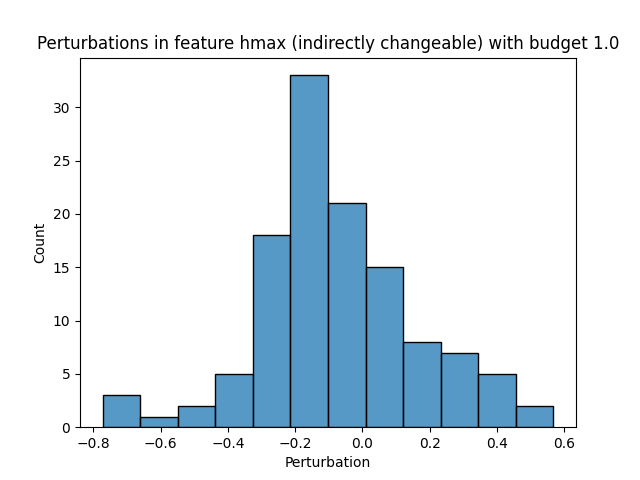 Perturbations in feature hmax (indirectly changeable) with budget 1.0
30
25
20
15
10
5
0
Count
−0.8 −0.6 −0.4 −0.2 0.0 0.2 0.4 0.6
Perturbation